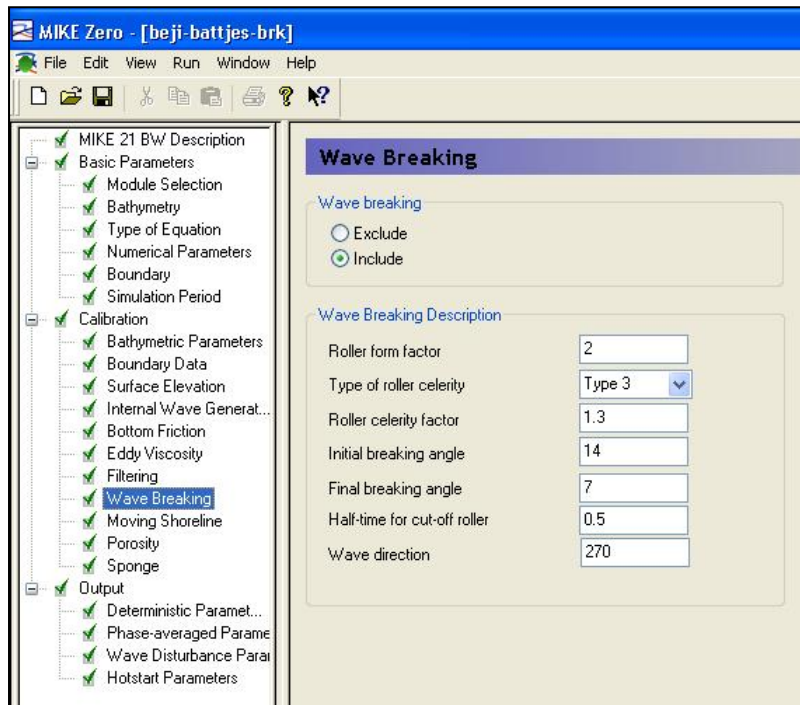 MIKE Zero - [beji-battjes-brk]
File Edit View Run Window Help
MIKE 21 BW Description
Basic Parameters
Module Selection
Bathymetry
Type of Equation
Numerical Parameters
Boundary
Simulation Period
Calibration
Bathymetric Parameters
Boundary Data
Surface Elevation
Internal Wave Generat...
Bottom Friction
Eddy Viscosity
Filtering
Wave Breaking
Moving Shoreline
Porosity
Sponge
Output
Deterministic Paramet...
Phase-averaged Parame
Wave Disturbance Parai
Hotstart Parameters
Wave Breaking
Wave breaking
Exclude
Include
Wave Breaking Description
Roller form factor 2
Type of roller celerity Type 3
Roller celerity factor 1.3
Initial breaking angle 14
Final breaking angle 7
Half-time for cut-off roller 0.5
Wave direction 270